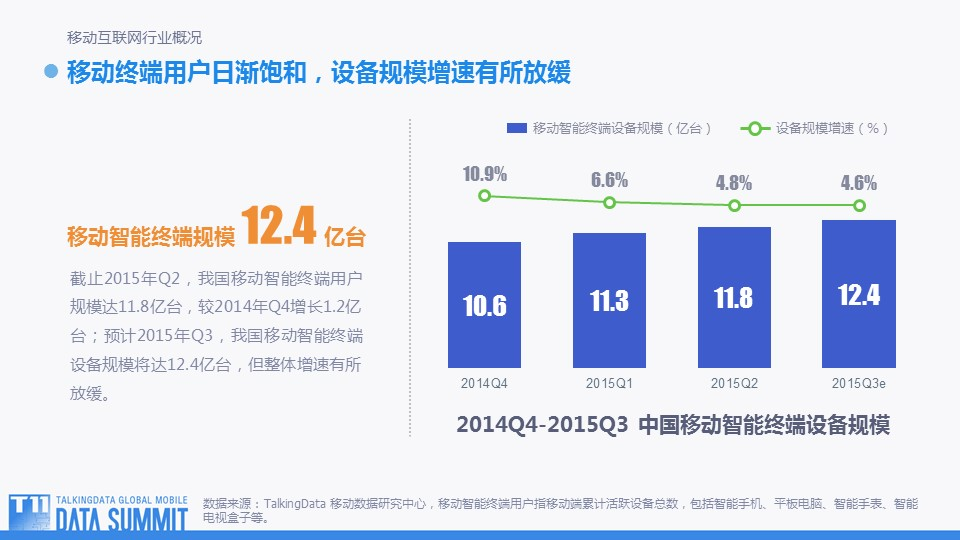 移动互联网行业概况
移动终端用户日渐饱和，设备规模增速有所放缓
移动智能终端规模 12.4 亿台
截止2015年Q2，我国移动智能终端用户
规模达11.8亿台，较2014年Q4增长1.2亿
台；预计2015年Q3，我国移动智能终端
设备规模将达12.4亿台，但整体增速有所
放缓。
移动智能终端设备规模（亿台） 设备规模增速（%）
10.9% 6.6% 4.8% 4.6%
10.6 11.3 11.8 12.4
2014Q4 2015Q1 2015Q2 2015Q3e
2014Q4-2015Q3 中国移动智能终端设备规模
TALKINGDATA GLOBAL MOBILE
DATA SUMMIT
数据来源：TalkingData 移动数据研究中心，移动智能终端用户指移动端累计活跃设备总数，包括智能手机、平板电脑、智能手表、智能
电视盒子等。